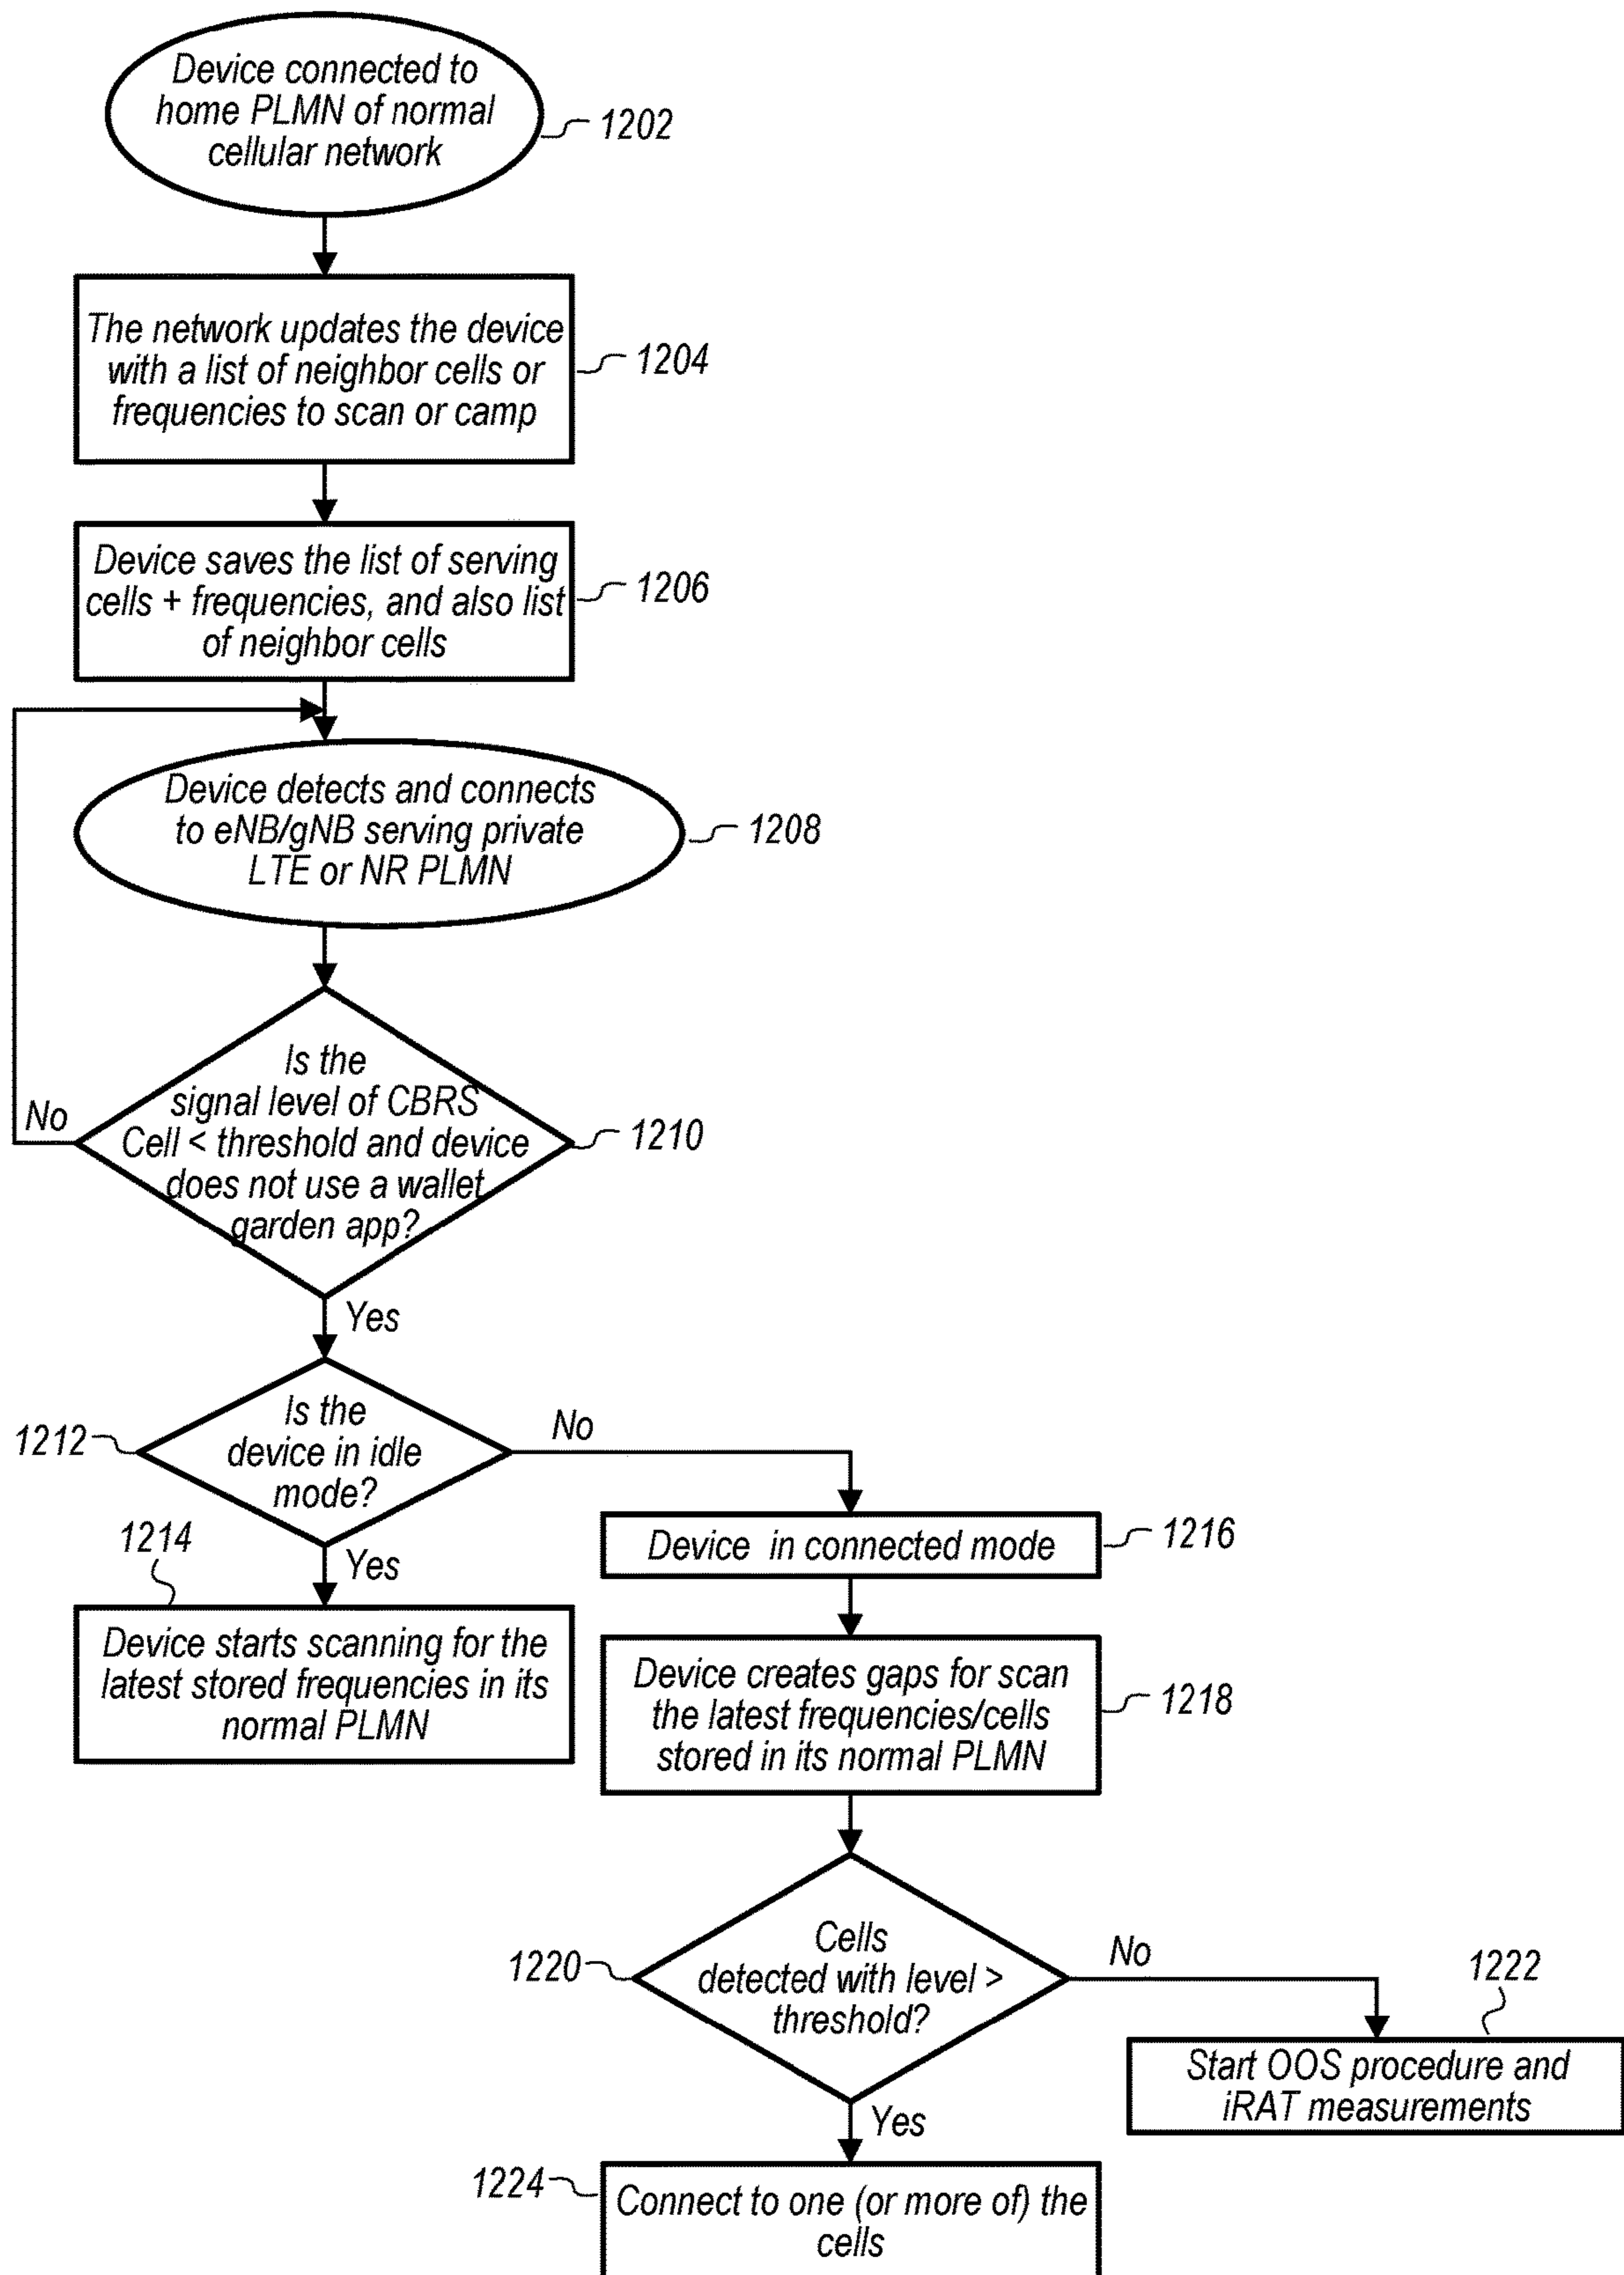 Device connected to
home PLMN of normal
cellular network
1202
The network updates the device
with a list of neighbor cells or
frequencies to scan or camp
1204
Device saves the list of serving
cells + frequencies, and also list
of neighbor cells
1206
Device detects and connects
to eNB/gNB serving private
LTE or NR PLMN
1208
Is the
signal level of CBRS
Cell < threshold and device
does not use a wallet
garden app?
1210
No
Yes
Is the
device in idle
mode?
1212
No
Yes
1214
Device starts scanning for the
latest stored frequencies in its
normal PLMN
Device in connected mode
1216
Device creates gaps for scan
the latest frequencies/cells
stored in its normal PLMN
1218
Cells
detected with level >
threshold?
1220
No
1222
Start OOS procedure and
iRAT measurements
Yes
1224
Connect to one (or more of) the
cells